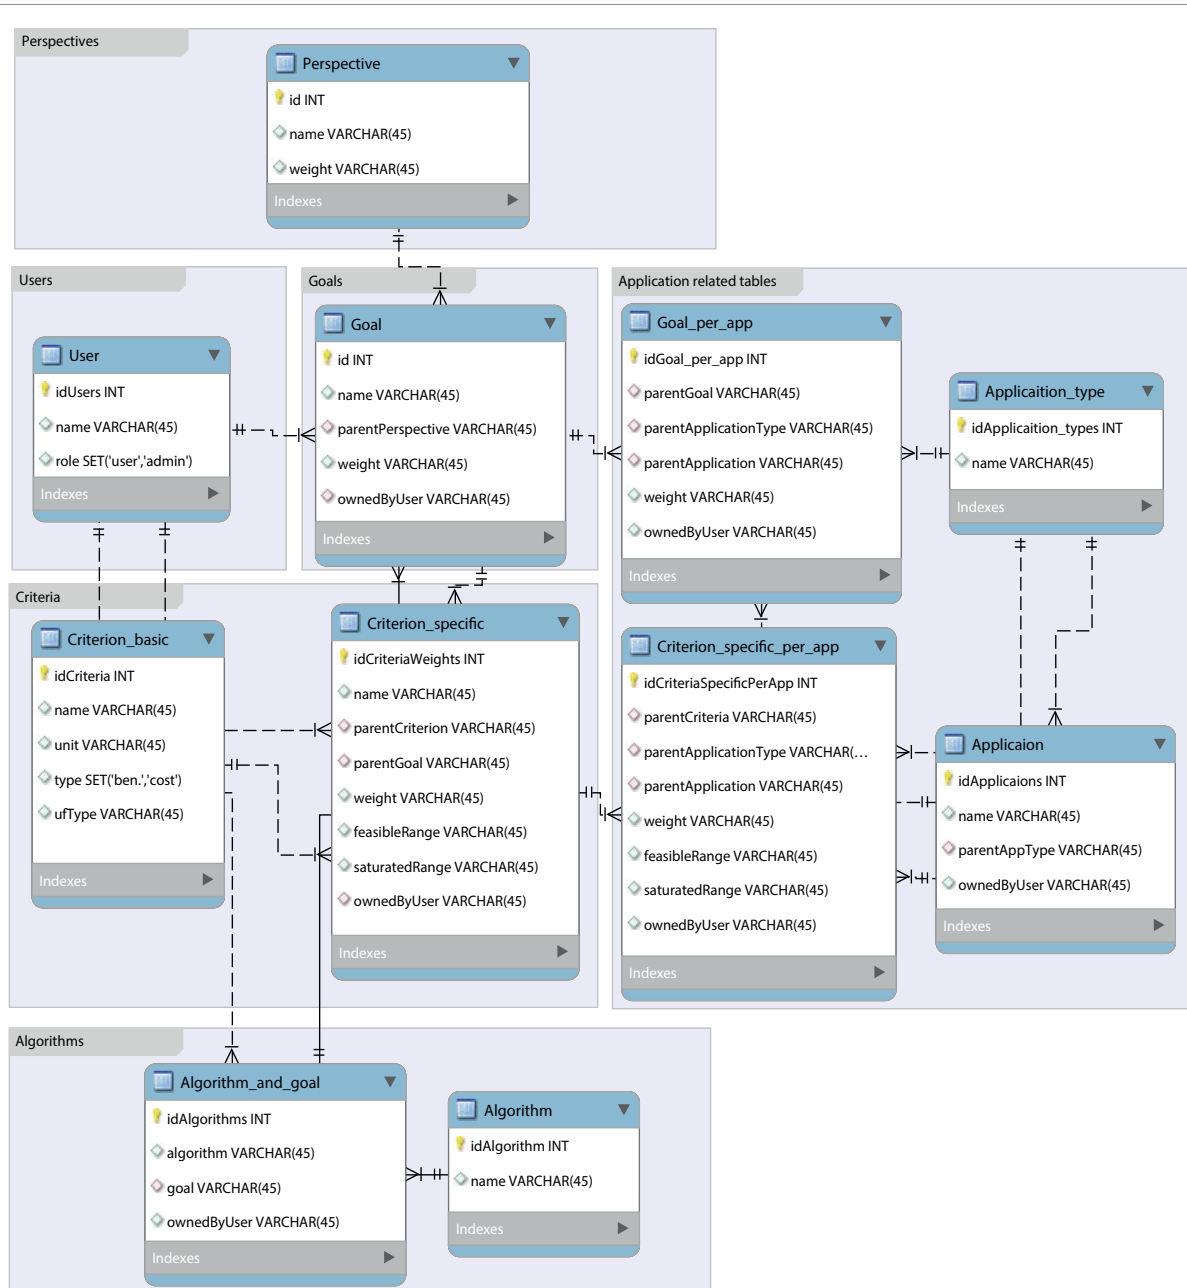 Perspectives
Perspective
id INT
name VARCHAR(45)
weight VARCHAR(45)
Indexes
Users
User
idUsers INT
name VARCHAR(45)
role SET('user','admin')
Indexes
Goals
Goal
id INT
name VARCHAR(45)
parentPerspective VARCHAR(45)
weight VARCHAR(45)
ownedByUser VARCHAR(45)
Indexes
Application related tables
Goal_per_app
idGoal_per_app INT
parentGoal VARCHAR(45)
parentApplicationType VARCHAR(45)
parentApplication VARCHAR(45)
weight VARCHAR(45)
ownedByUser VARCHAR(45)
Indexes
Applicaition_type
idApplicaition_types INT
name VARCHAR(45)
Indexes
Criteria
Criterion_basic
idCriteria INT
name VARCHAR(45)
unit VARCHAR(45)
type SET('ben.','cost')
ufType VARCHAR(45)
Indexes
Criterion_specific
idCriteriaWeights INT
name VARCHAR(45)
parentCriterion VARCHAR(45)
parentGoal VARCHAR(45)
weight VARCHAR(45)
feasibleRange VARCHAR(45)
saturatedRange VARCHAR(45)
ownedByUser VARCHAR(45)
Indexes
Criterion_specific_per_app
idCriteriaSpecificPerApp INT
parentCriteria VARCHAR(45)
parentApplicationType VARCHAR(...
parentApplication VARCHAR(45)
weight VARCHAR(45)
feasibleRange VARCHAR(45)
saturatedRange VARCHAR(45)
ownedByUser VARCHAR(45)
Indexes
Applicaion
idApplicaions INT
name VARCHAR(45)
parentAppType VARCHAR(45)
ownedByUser VARCHAR(45)
Indexes
Algorithms
Algorithm_and_goal
idAlgorithms INT
algorithm VARCHAR(45)
goal VARCHAR(45)
ownedByUser VARCHAR(45)
Indexes
Algorithm
idAlgorithm INT
name VARCHAR(45)
Indexes